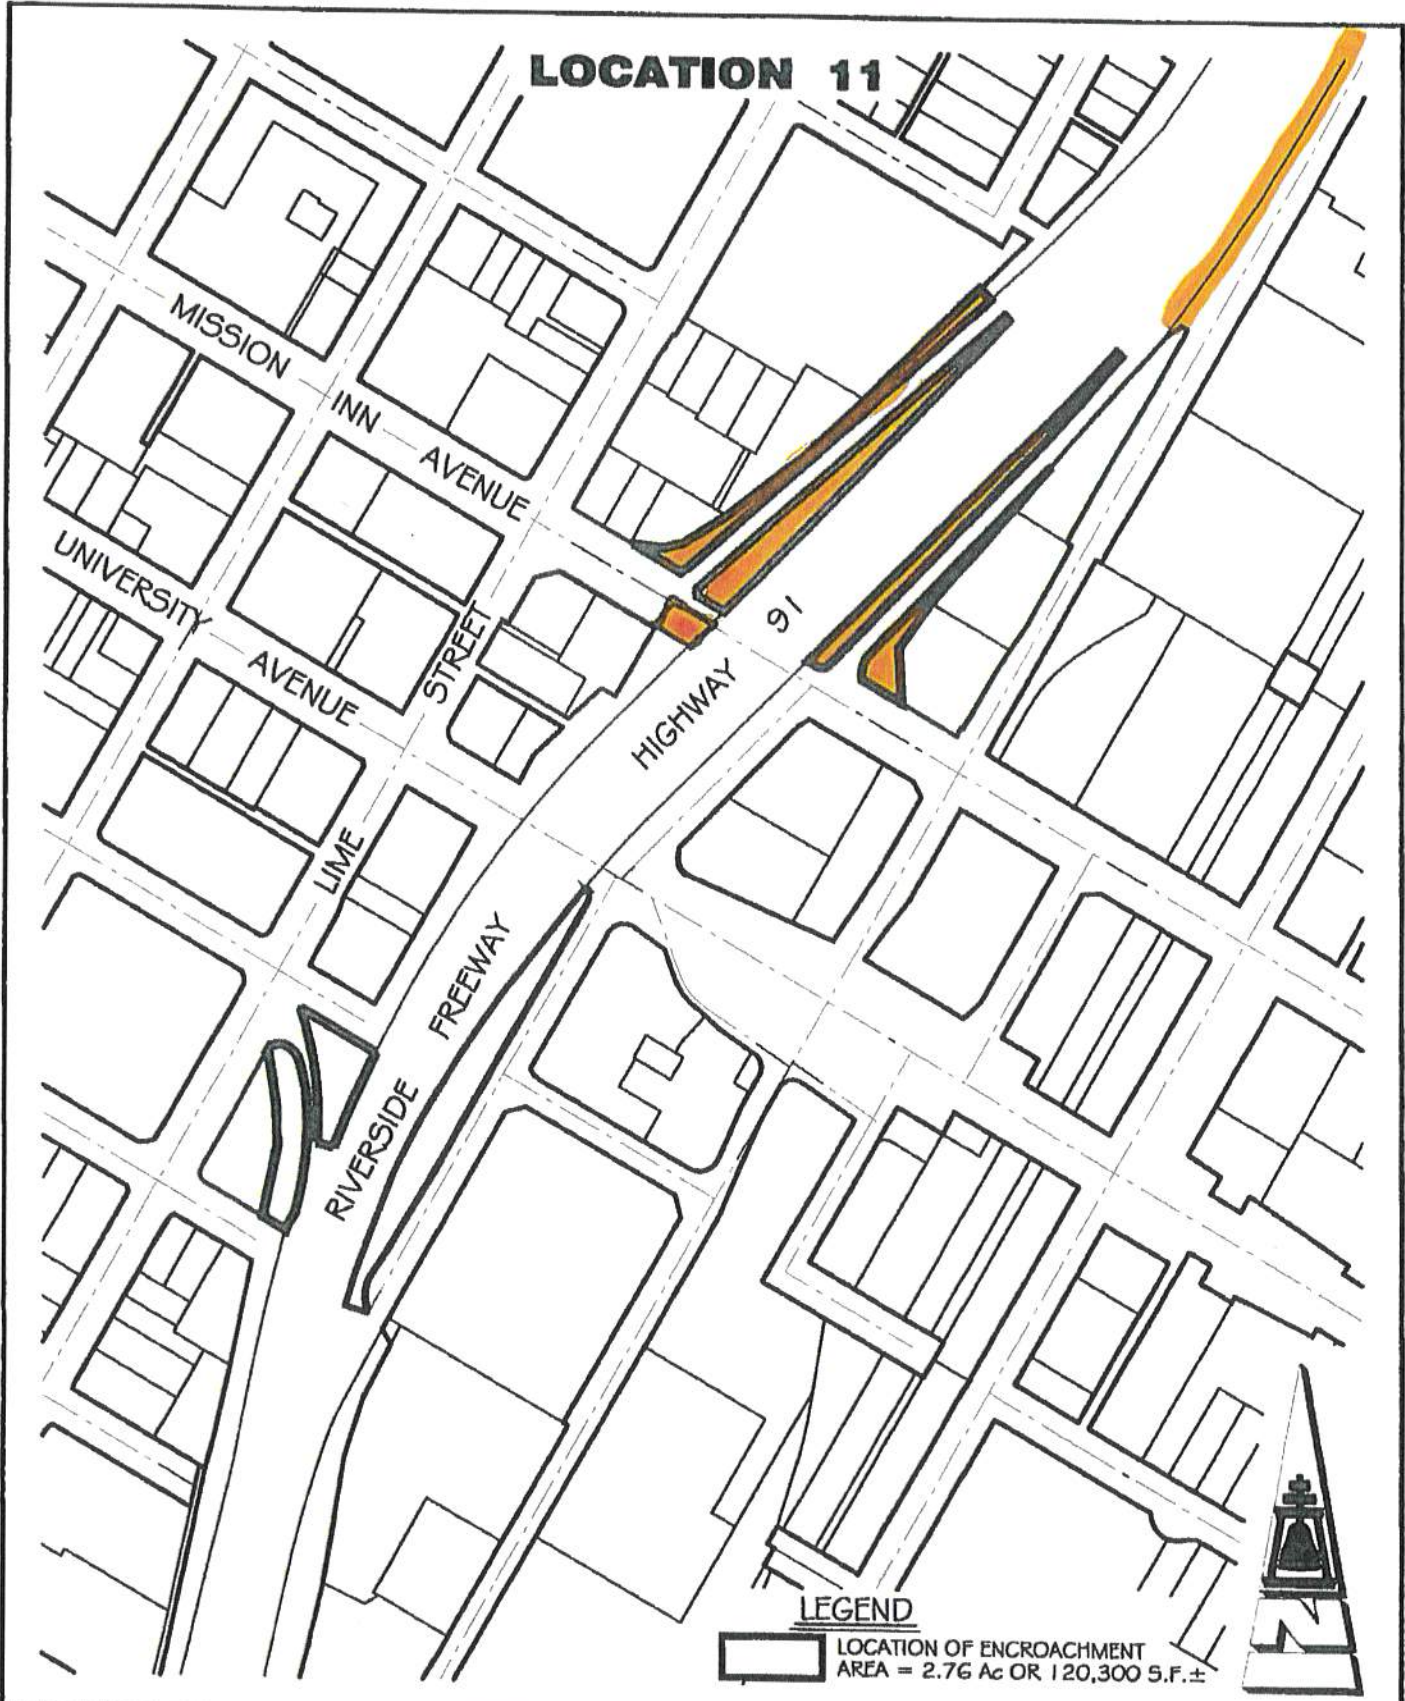 LOCATION 11
MISSION INN AVENUE
UNIVERSITY AVENUE
LIME STREET
RIVERSIDE FREEWAY
HIGHWAY 91
LEGEND
LOCATION OF ENCROACHMENT
AREA = 2.76 Ac OR 120,300 S.F.±
N